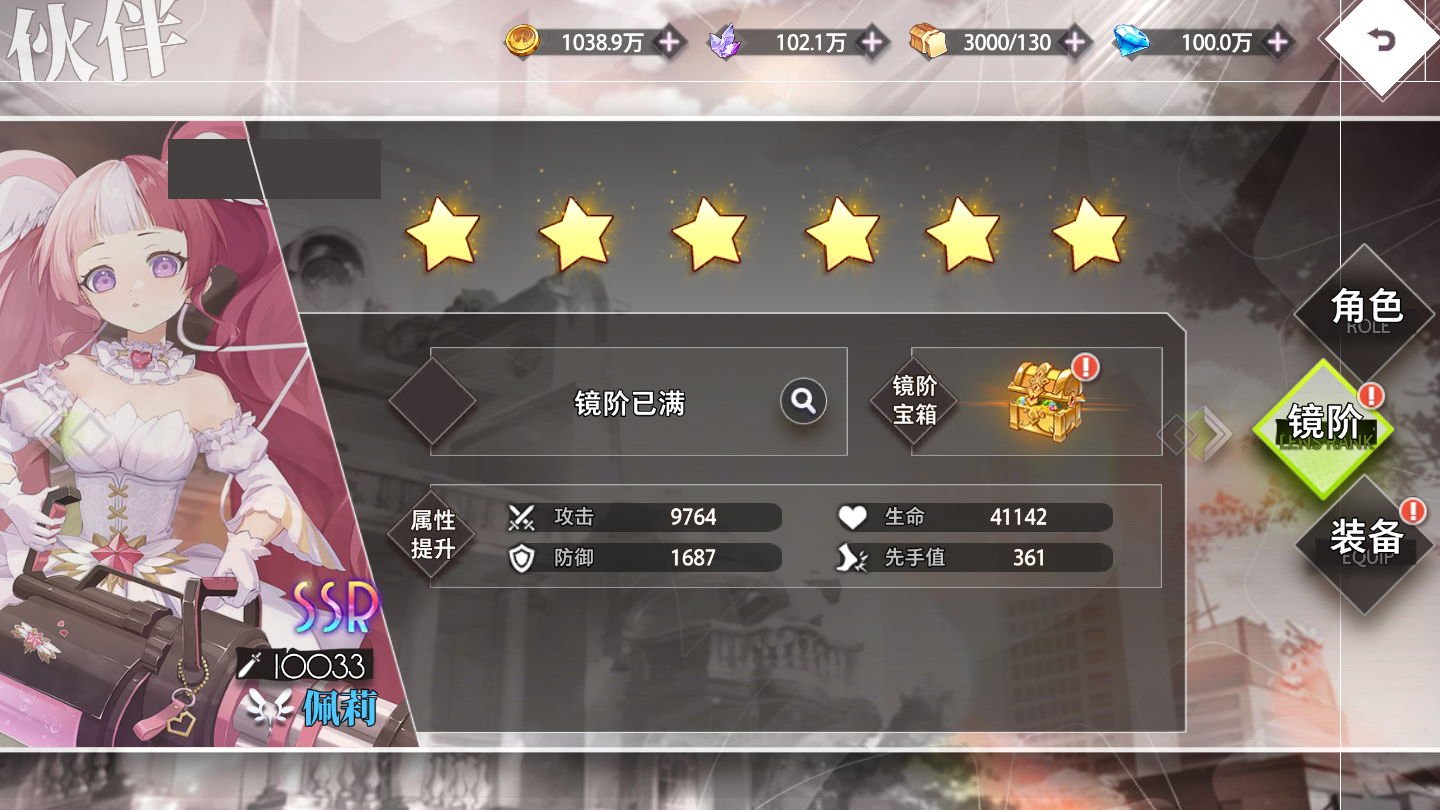 伙伴
1038.9万
102.1万
3000/130
100.0万
角色
ROLE
镜阶已满
镜阶
宝箱
镜阶
LENS RANK
属性
提升
攻击 9764
生命 41142
防御 1687
先手值 361
装备
EQUIP
SSR
10033
佩莉